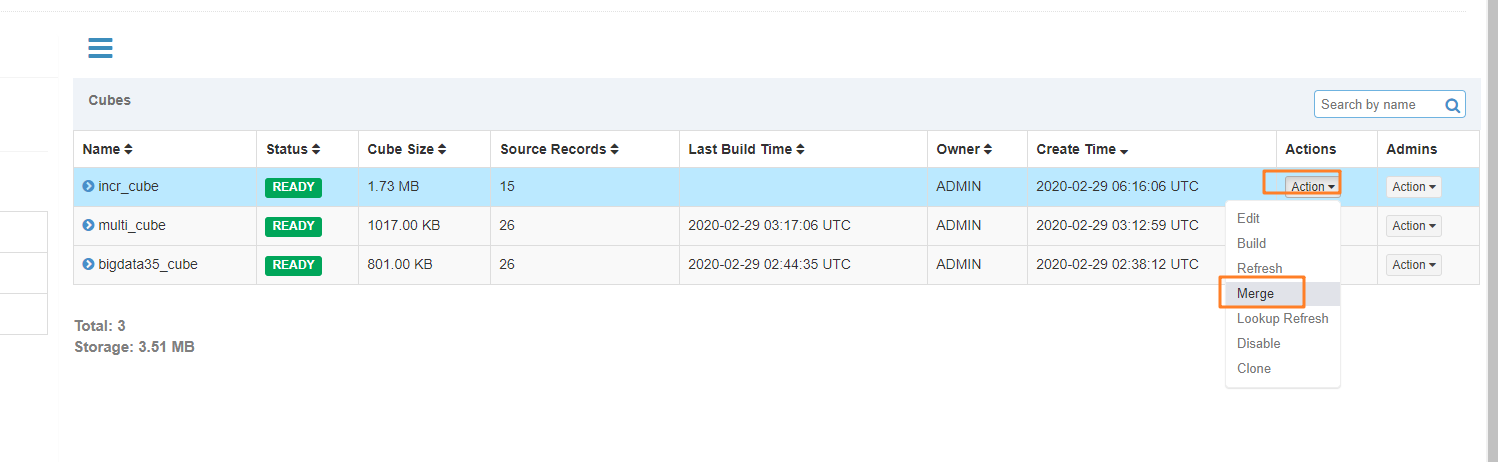 Cubes
Search by name
Name Status Cube Size Source Records Last Build Time Owner Create Time Actions Admins
incr_cube READY 1.73 MB 15 ADMIN 2020-02-29 06:16:06 UTC Action Action
multi_cube READY 1017.00 KB 26 2020-02-29 03:17:06 UTC ADMIN 2020-02-29 03:12:59 UTC Action
bigdata35_cube READY 801.00 KB 26 2020-02-29 02:44:35 UTC ADMIN 2020-02-29 02:38:12 UTC Action
Edit
Build
Refresh
Merge
Lookup Refresh
Disable
Clone
Total: 3
Storage: 3.51 MB